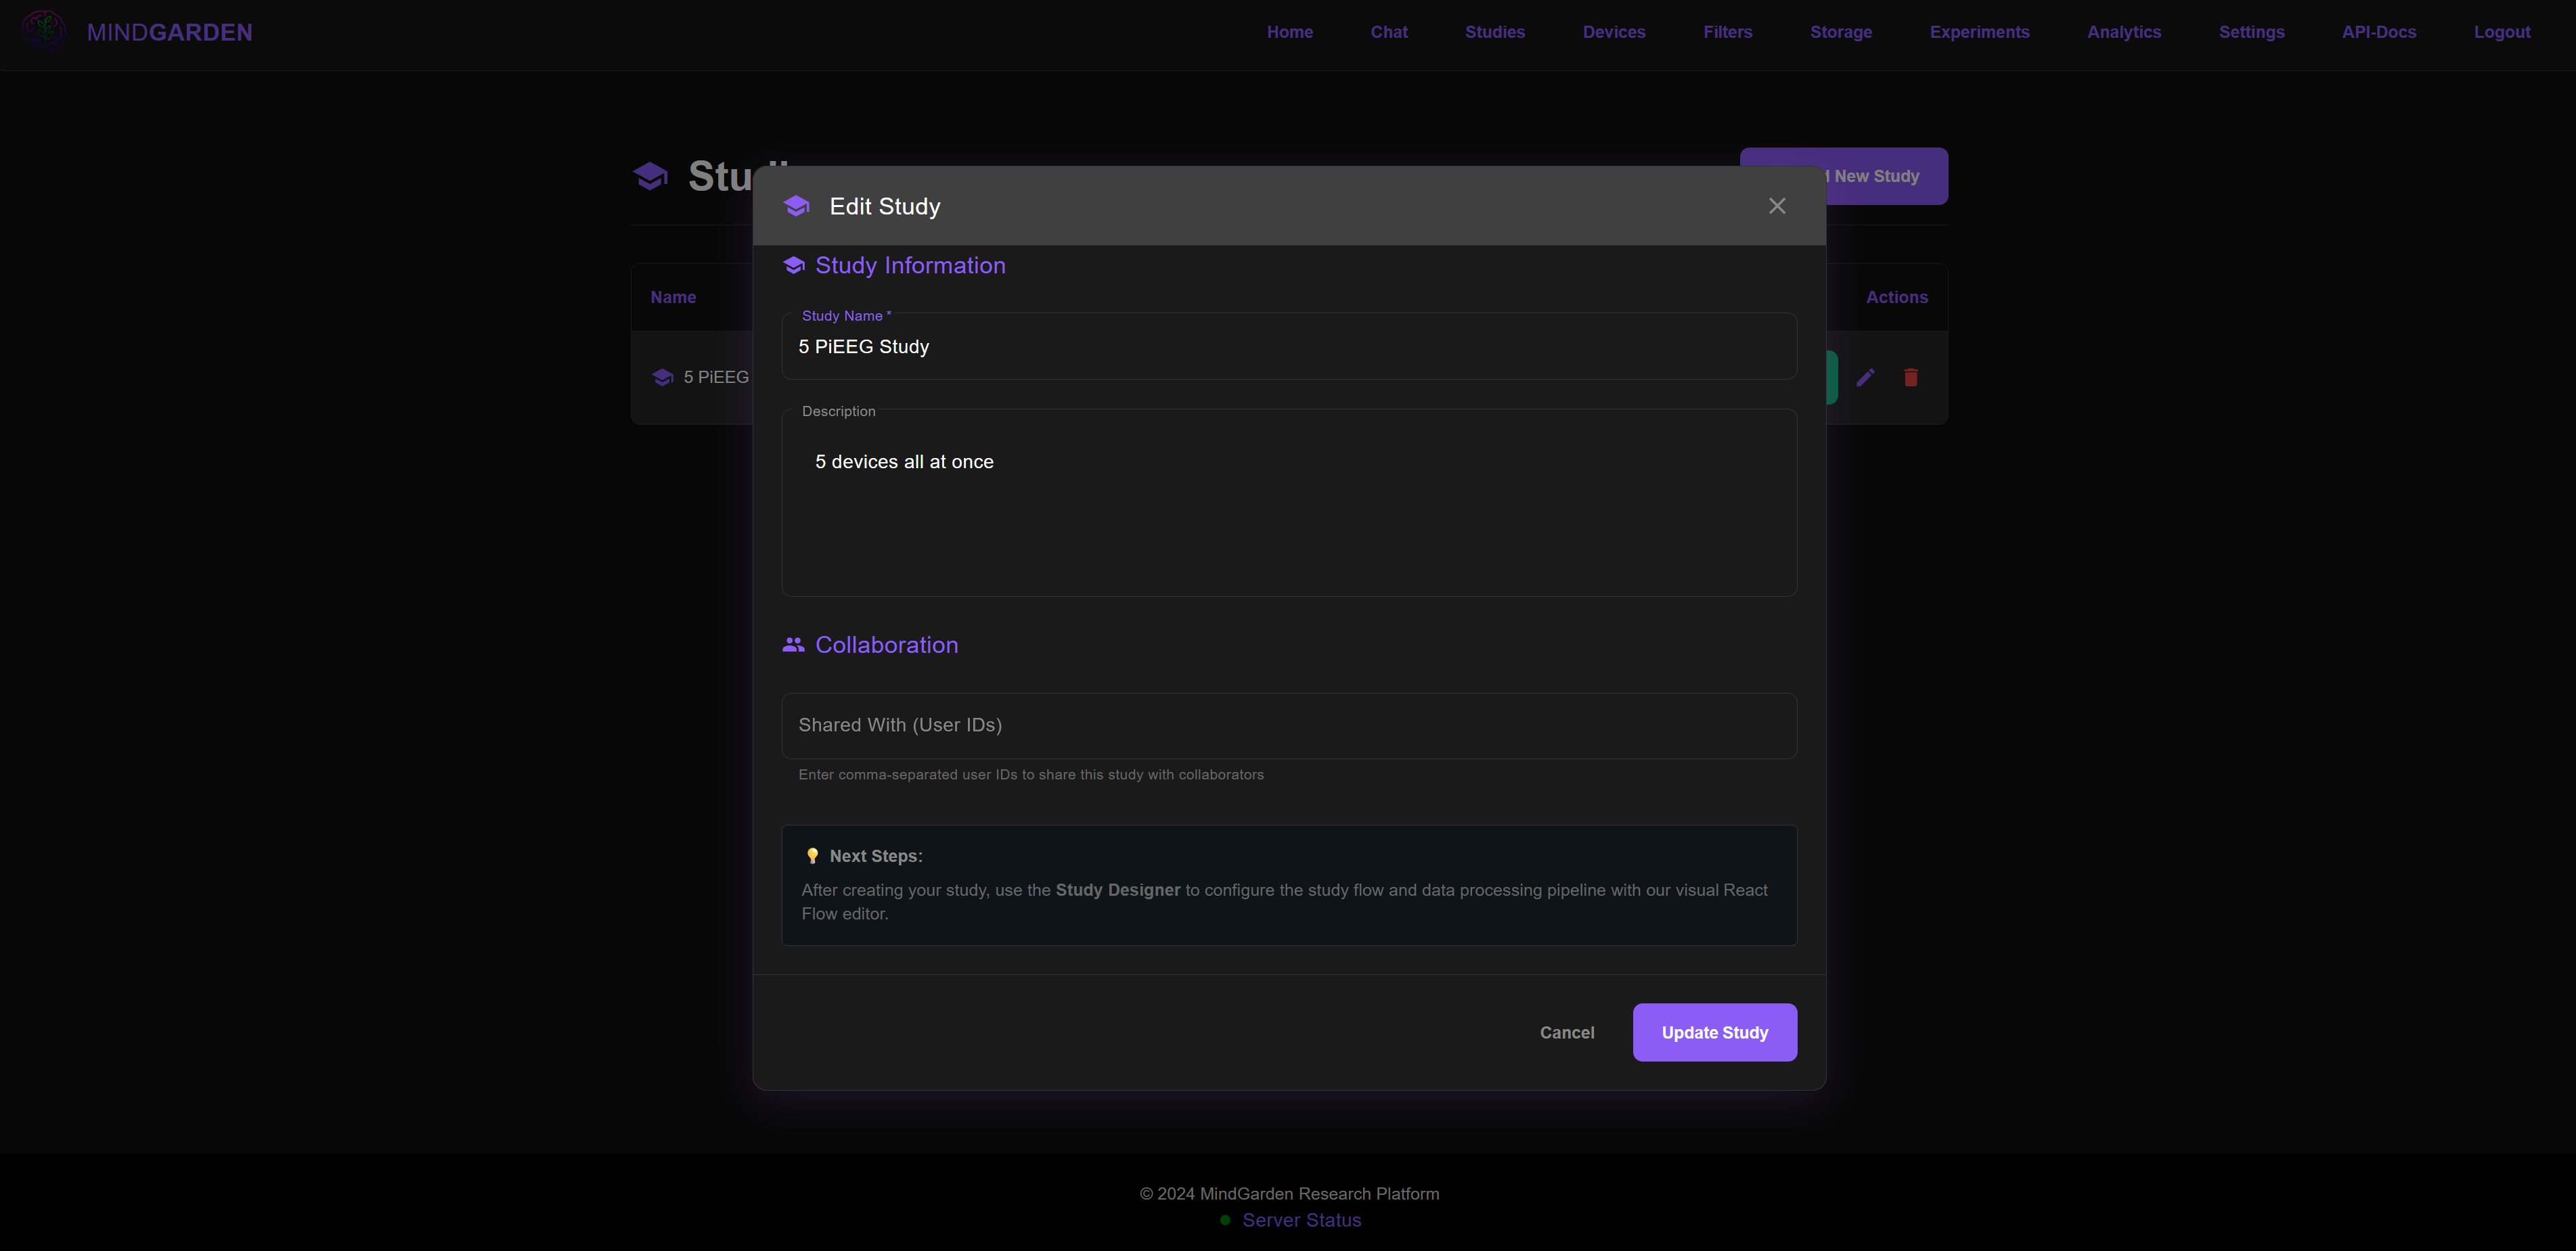 MINDGARDEN
Home Chat Studies Devices Filters Storage Experiments Analytics Settings API-Docs Logout
New Study
Edit Study
Study Information
Name
Actions
Study Name *
5 PiEEG Study
5 PiEEG
Description
5 devices all at once
Collaboration
Shared With (User IDs)
Enter comma-separated user IDs to share this study with collaborators
Next Steps:
After creating your study, use the Study Designer to configure the study flow and data processing pipeline with our visual React
Flow editor.
Cancel
Update Study
© 2024 MindGarden Research Platform
Server Status